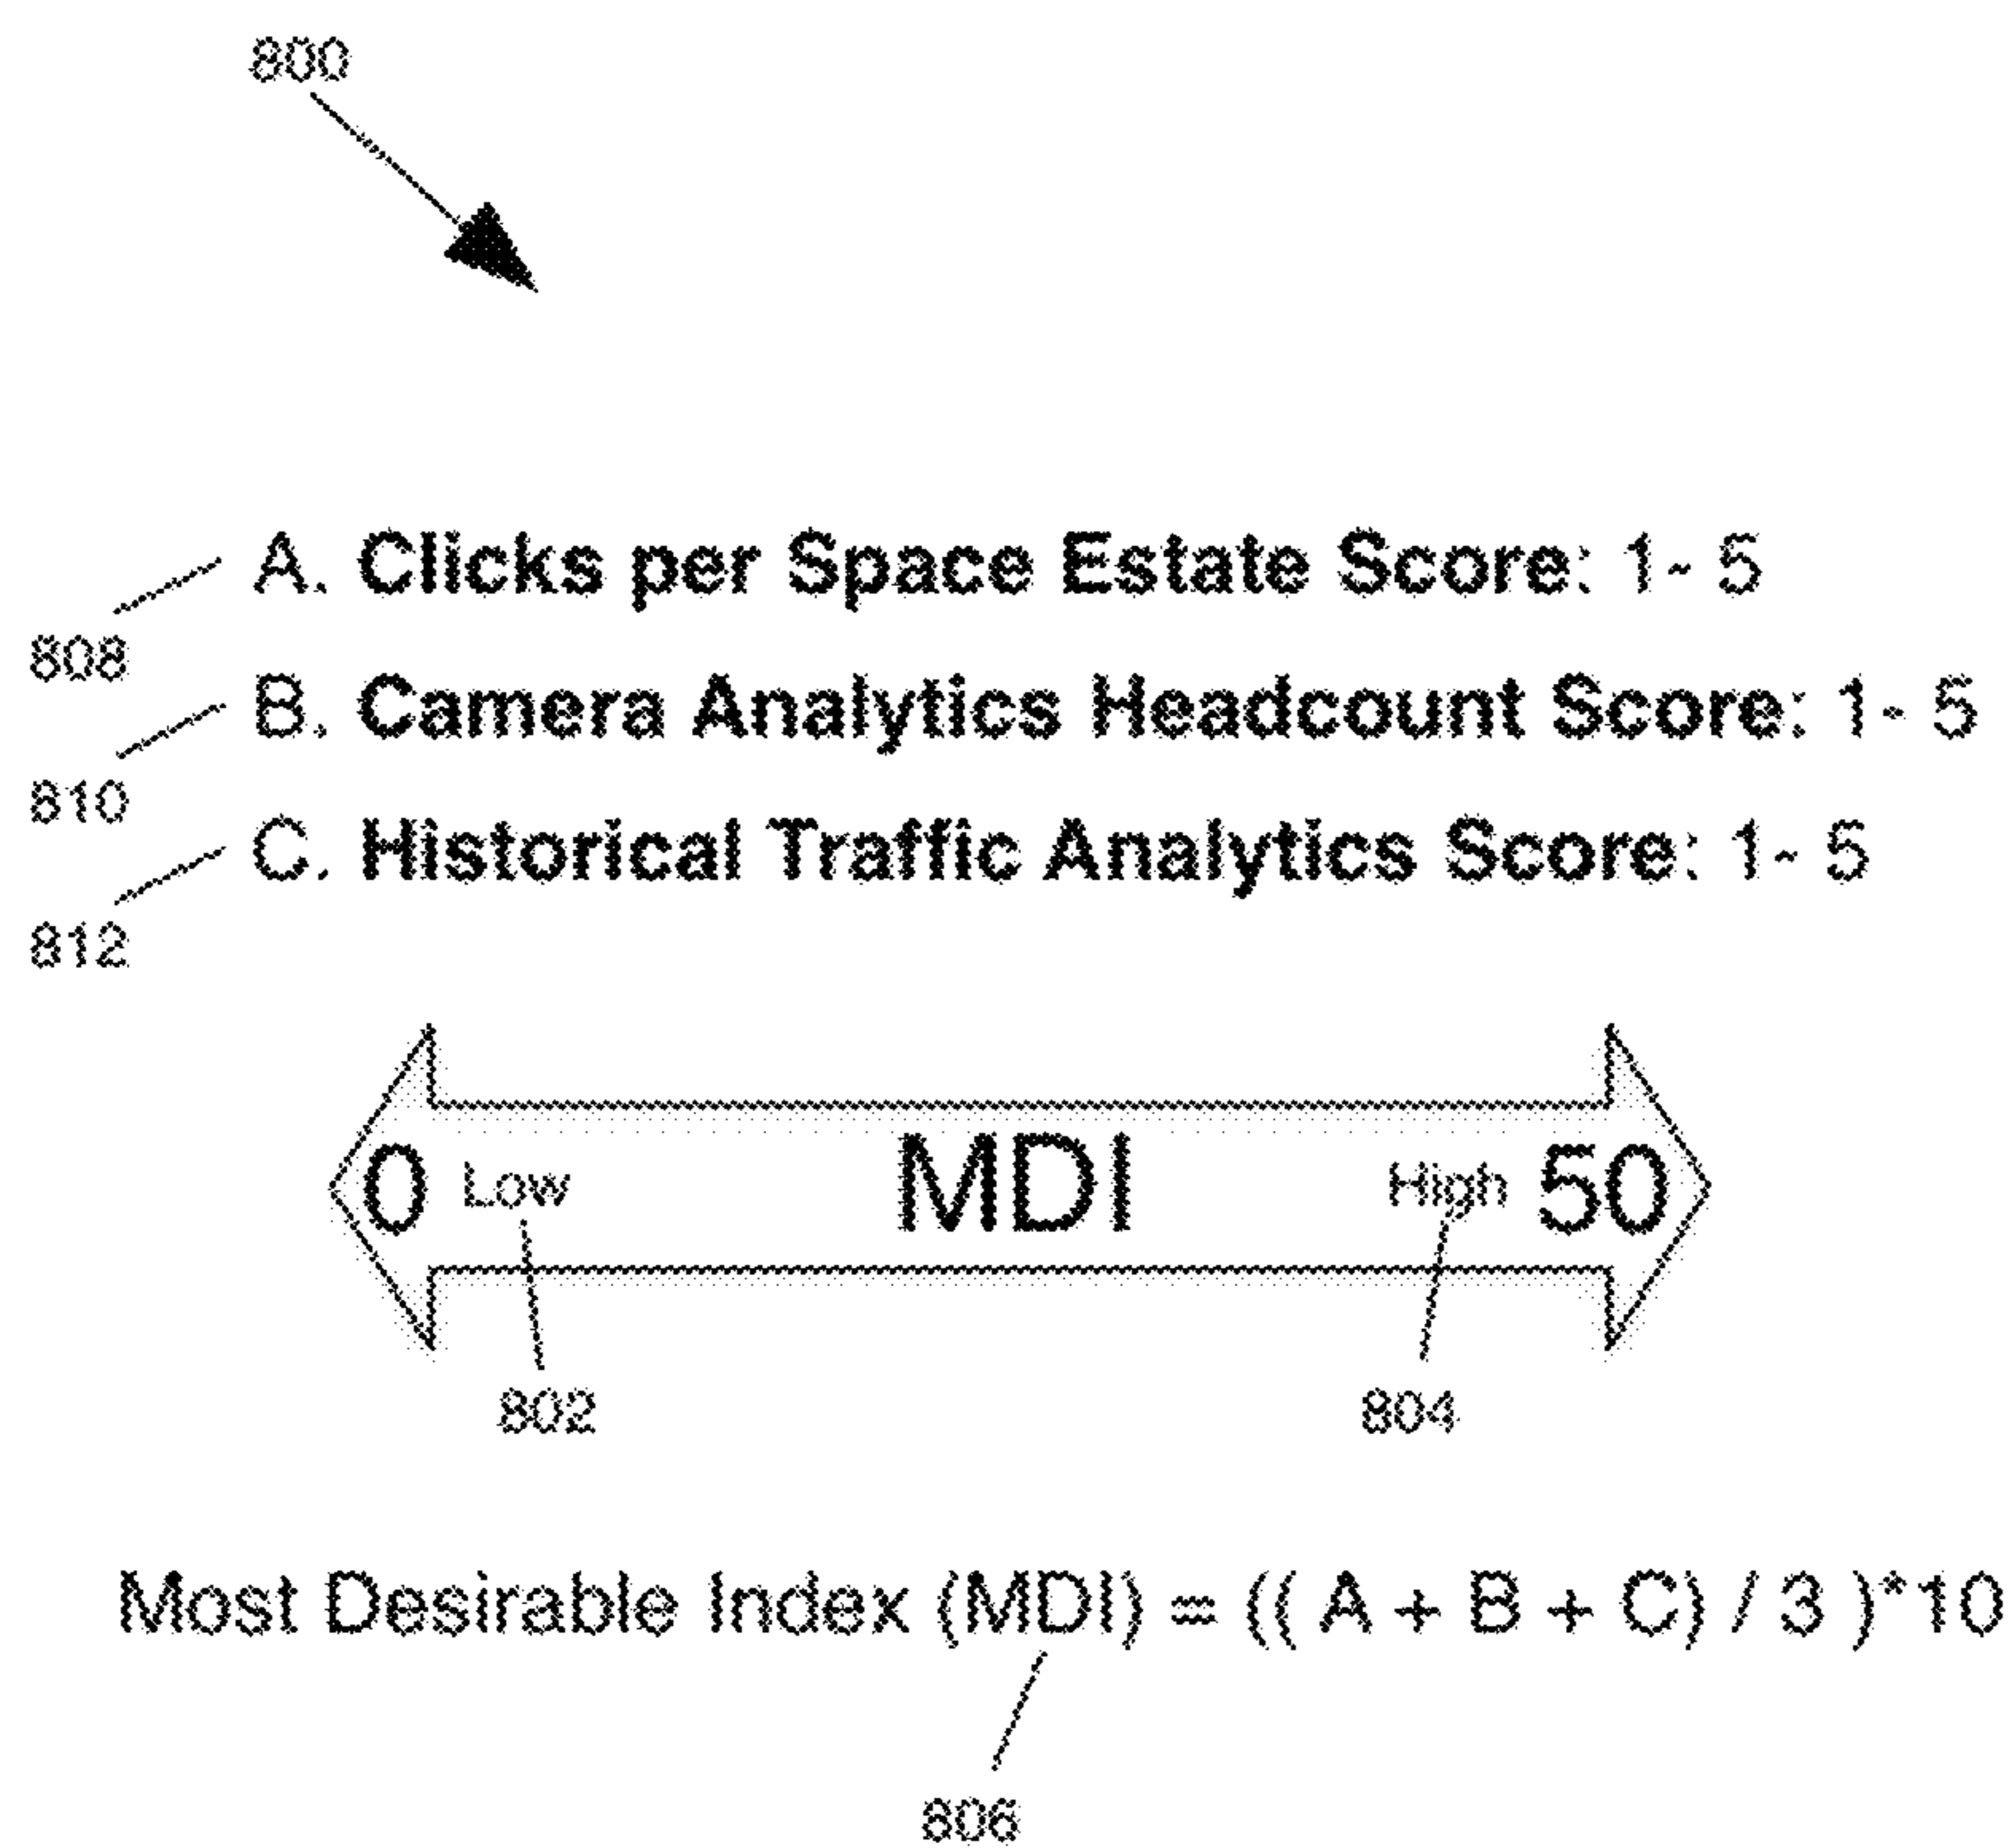 800
A. Clicks per Space Estate Score: 1- 5
808
B. Camera Analytics Headcount Score: 1- 5
810
C. Historical Traffic Analytics Score: 1- 5
812
0 Low MDI High 50
802 804
Most Desirable Index (MDI) = (( A + B + C) / 3 )*10
806